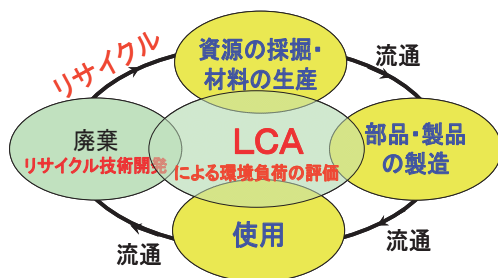 リサイクル
資源の採掘・
材料の生産
流通
廃棄
リサイクル技術開発
LCA
による環境負荷の評価
部品・製品
の製造
使用
流通
流通